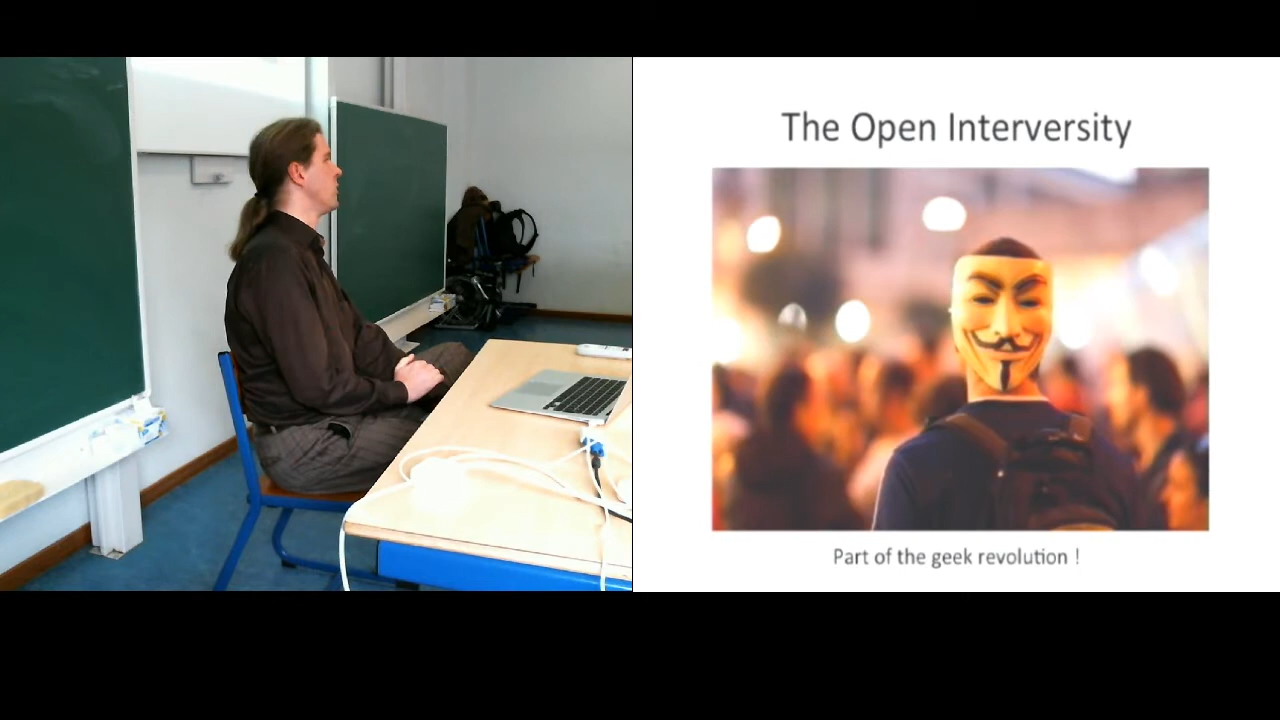 The Open Interversity
Part of the geek revolution !